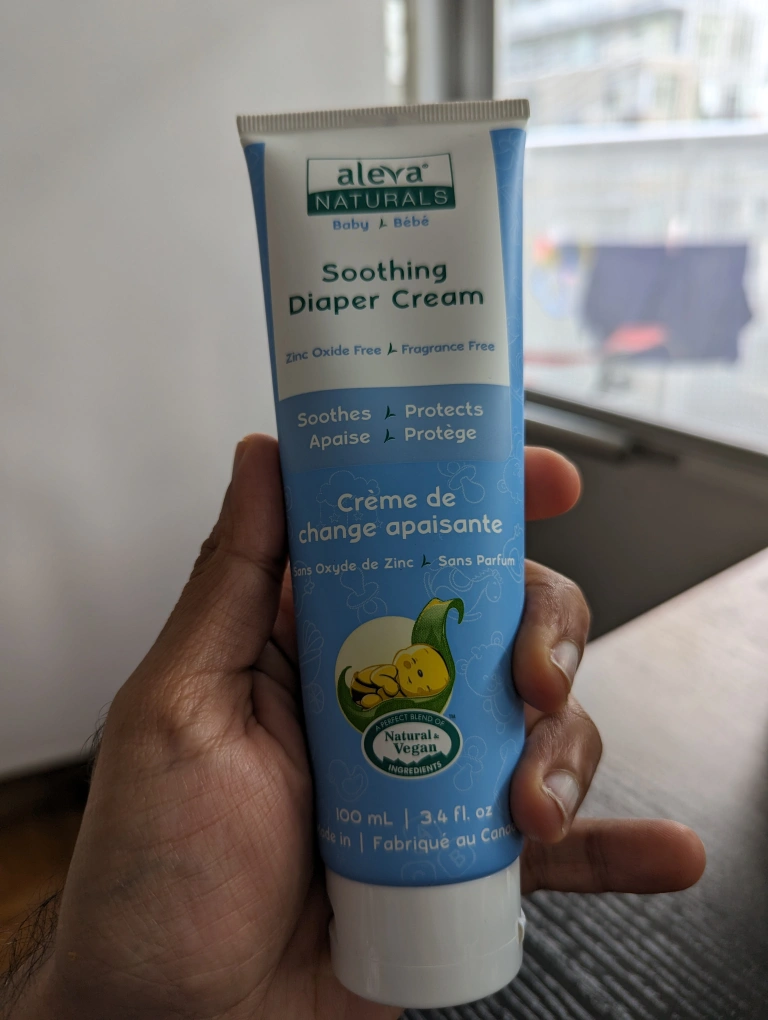 aleva®
NATURALS
Baby Bébé
Soothing
Diaper Cream
Zinc Oxide Free Fragrance Free
Soothes Protects
Apaise Protège
Crème de
change apaisante
Sans Oxyde de Zinc Sans Parfum
A PERFECT BLEND OF
Natural &
Vegan
INGREDIENTS
TM
100 mL | 3.4 fl. oz
in | Fabriqué au